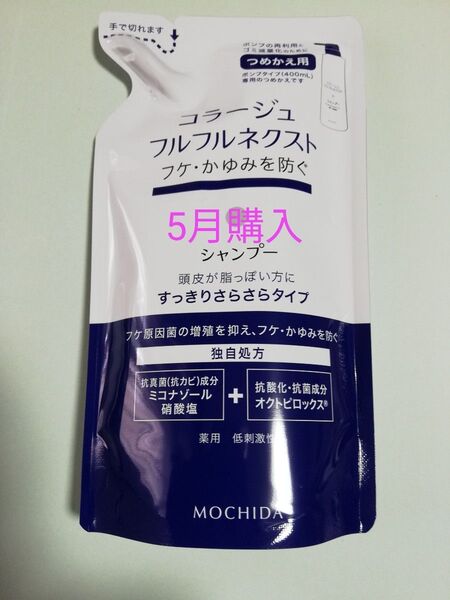 手で切れます
ポンプの再利用と
ゴミ減量化のために
つめかえ用
ポンプタイプ(400mL)
専用のつめかえです
コラージュ
フルフルネクスト
フケ・かゆみを防ぐ
5月購入
シャンプー
頭皮が脂っぽい方に
すっきりさらさらタイプ
フケ原因菌の増殖を抑え、フケ・かゆみを防ぐ
独自処方
抗真菌(抗カビ)成分
ミコナゾール
硝酸塩
+
抗酸化・抗菌成分
オクトピロックス®
薬用 低刺激性
MOCHIDA